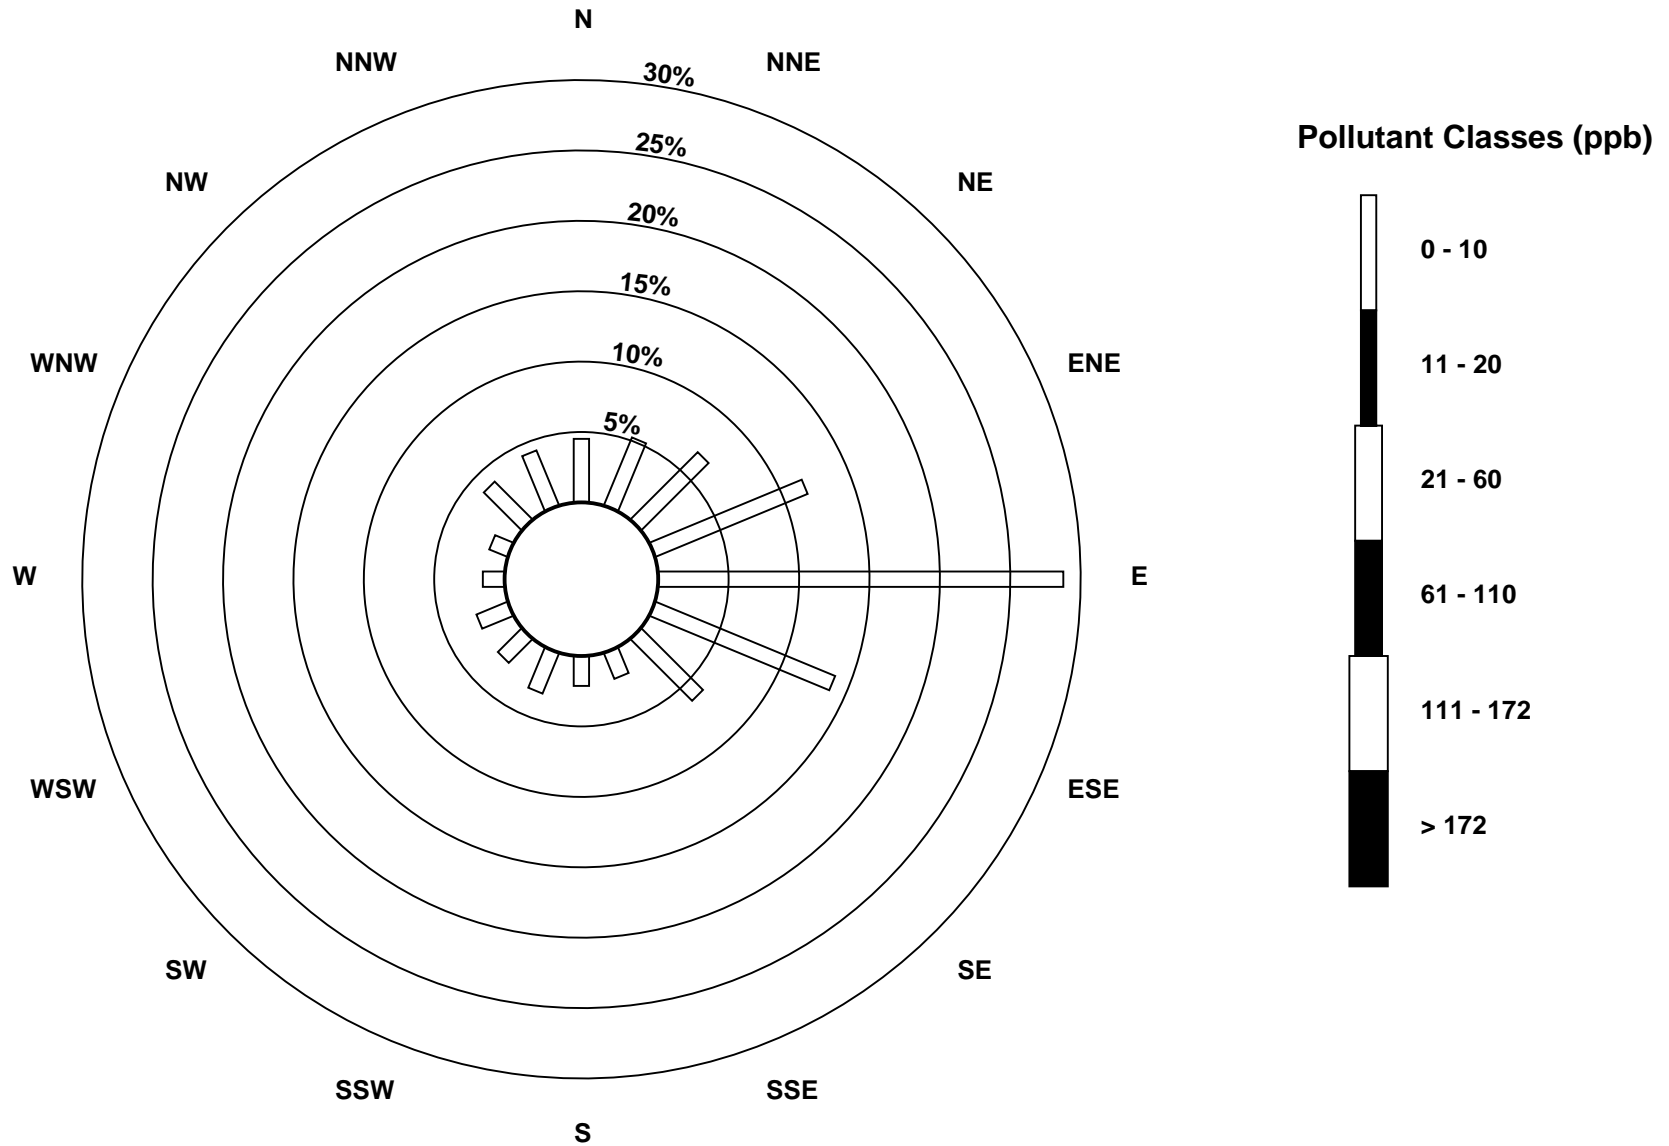 N
NNW
NNE
30%
Pollutant Classes (ppb)
25%
NW
NE
20%
0 - 10
15%
10%
WNW
ENE
11 - 20
5%
21 - 60
W
E
61 - 110
111 - 172
WSW
ESE
> 172
SW
SE
SSW
SSE
S